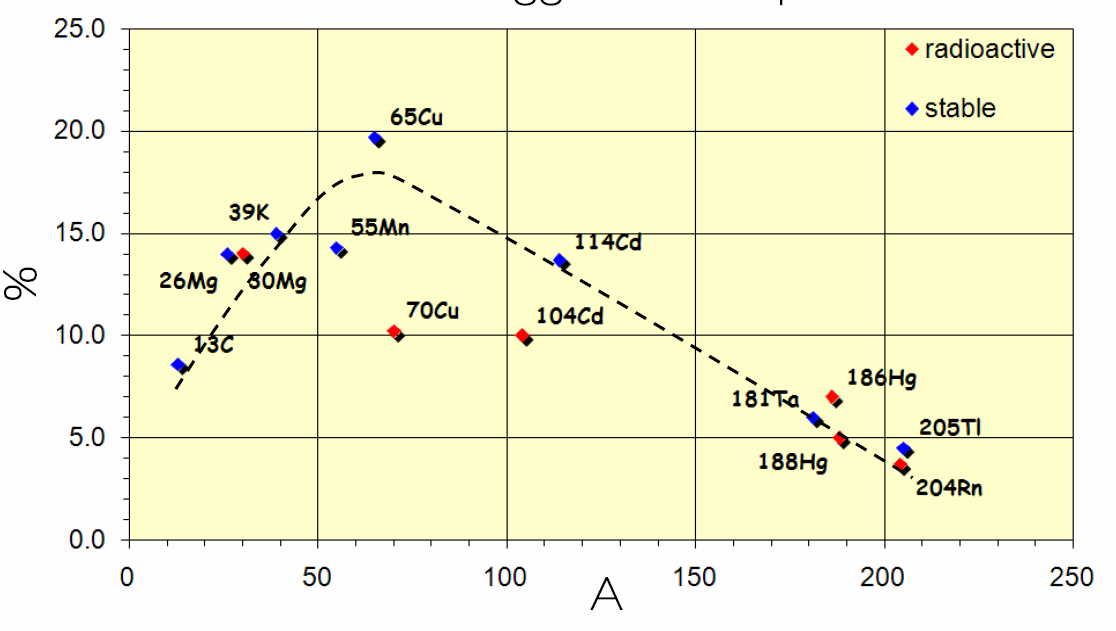 25.0
radioactive
stable
20.0
65Cu
15.0
39K
55Mn
114Cd
26Mg
30Mg
%
10.0
70Cu
104Cd
13C
186Hg
181Ta
5.0
205Tl
188Hg
204Rn
0.0
0 50 100 150 200 250
A